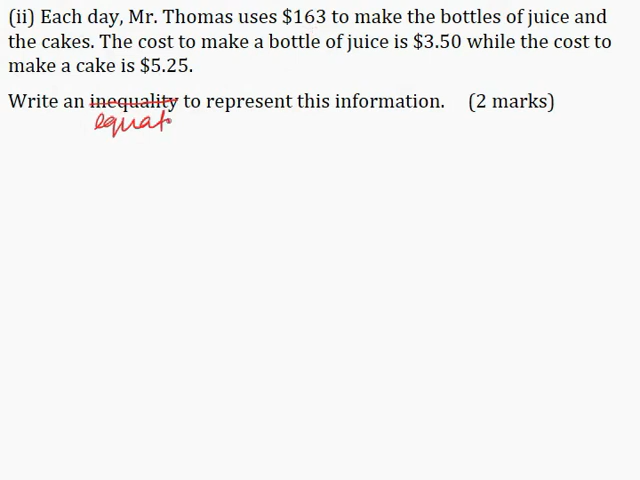 (ii) Each day, Mr. Thomas uses $163 to make the bottles of juice and
the cakes. The cost to make a bottle of juice is $3.50 while the cost to
make a cake is $5.25.
Write an inequality to represent this information. (2 marks)
equat